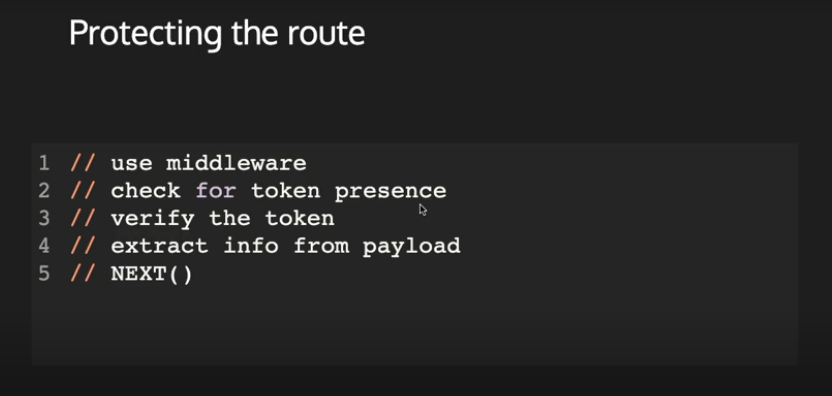 Protecting the route
1 // use middleware
2 // check for token presence
3 // verify the token
4 // extract info from payload
5 // NEXT()